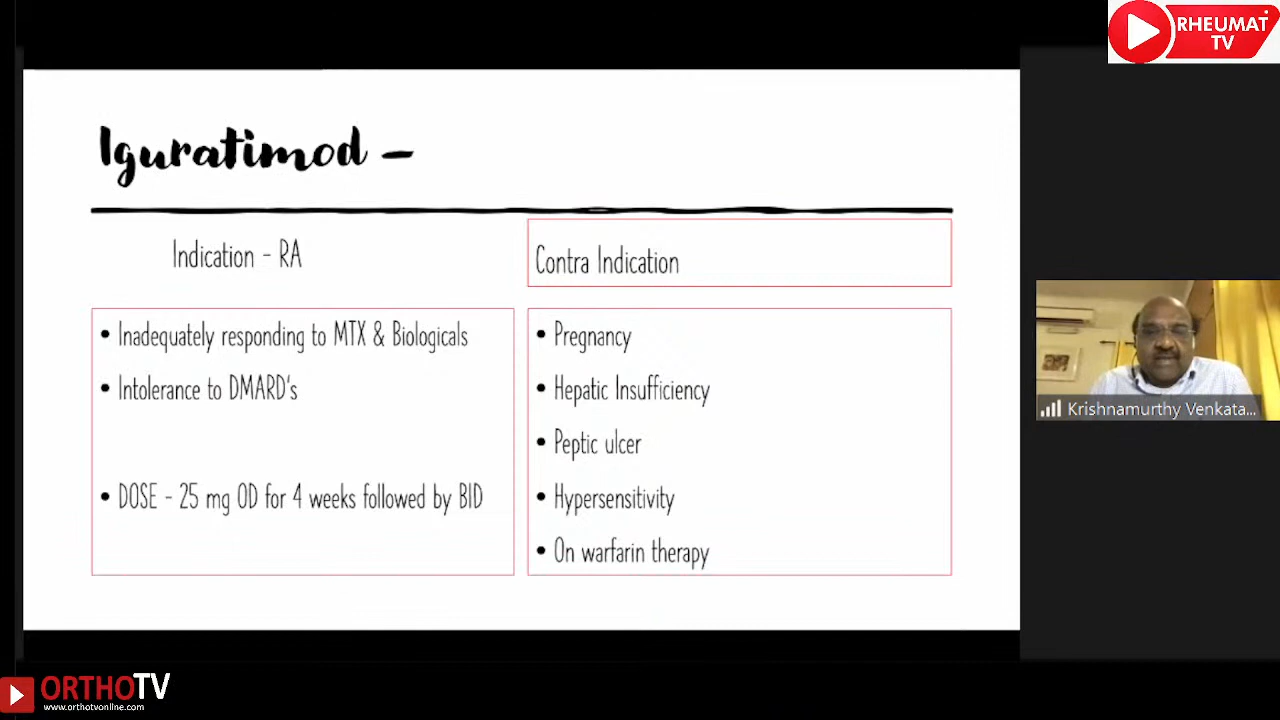 RHEUMAT
TV
Iguratimod –
Indication - RA
Contra Indication
• Inadequately responding to MTX & Biologicals
• Intolerance to DMARD's
• DOSE - 25 mg OD for 4 weeks followed by BID
• Pregnancy
• Hepatic Insufficiency
• Peptic ulcer
• Hypersensitivity
• On warfarin therapy
Krishnamurthy Venkata...
ORTHOTV
www.orthotvonline.com